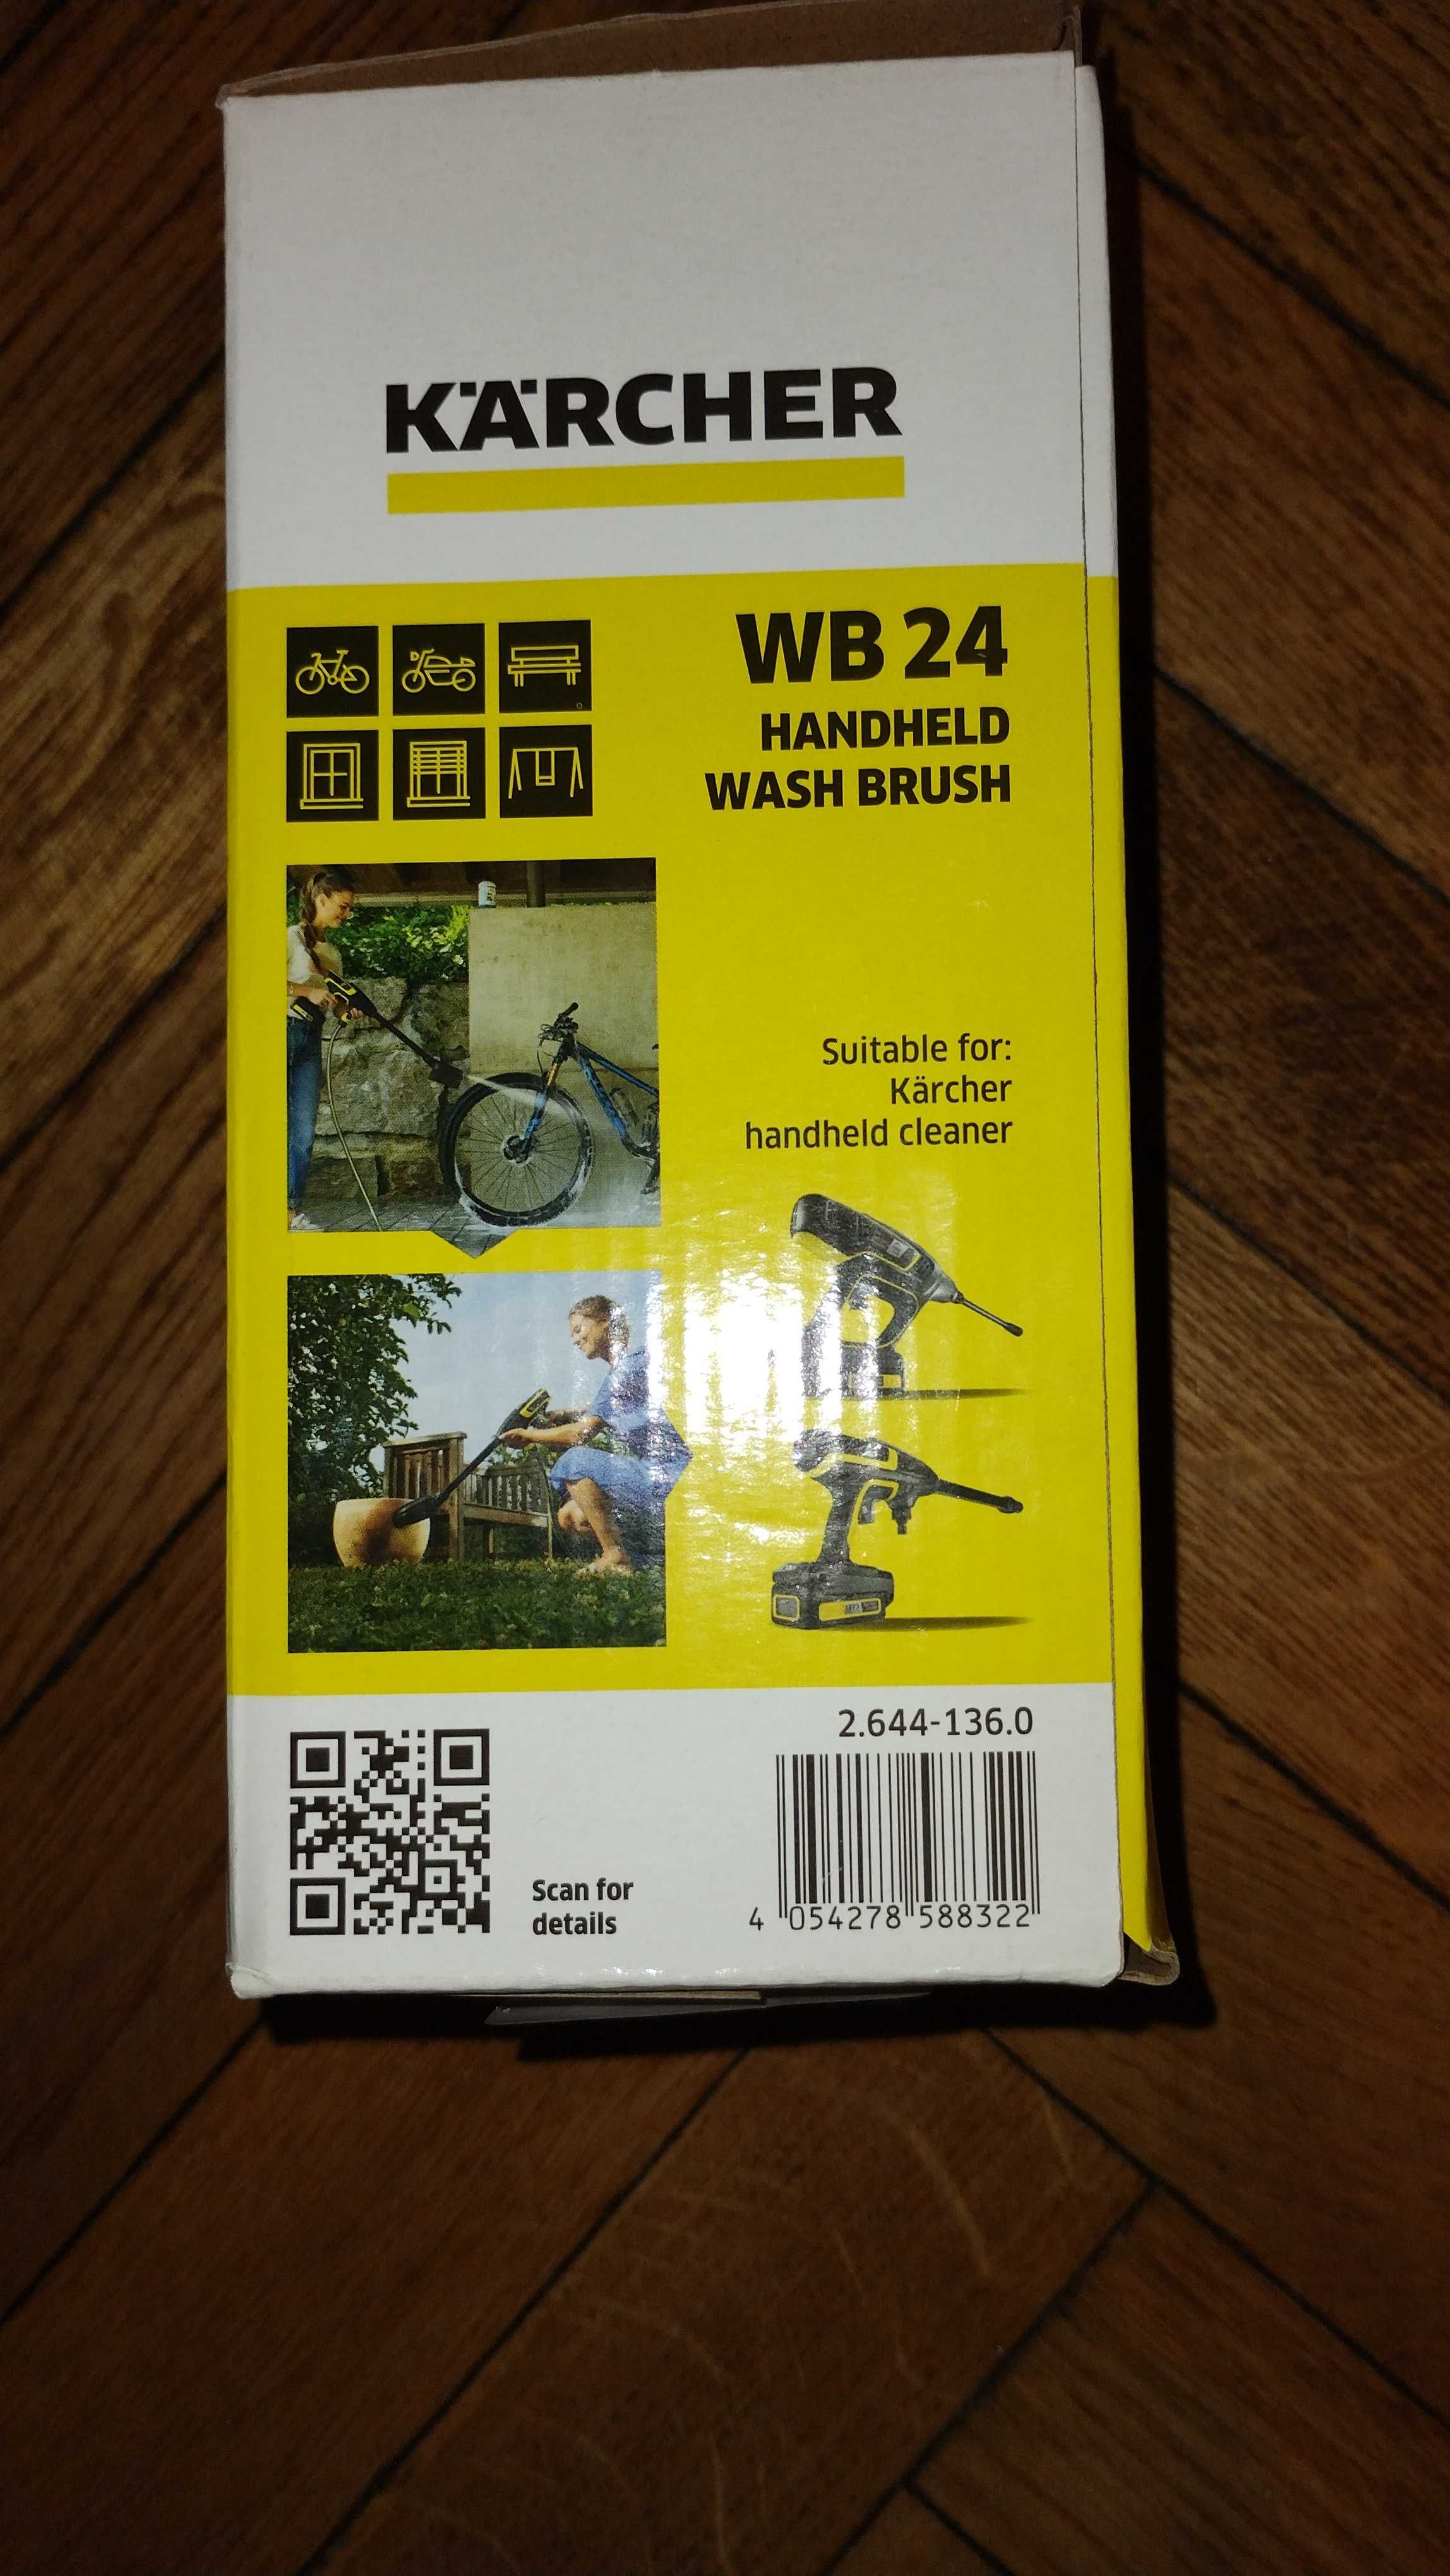 KÄRCHER
WB 24
HANDHELD
WASH BRUSH
Suitable for:
Kärcher
handheld cleaner
2.644-136.0
Scan for
details
4 054278 588322